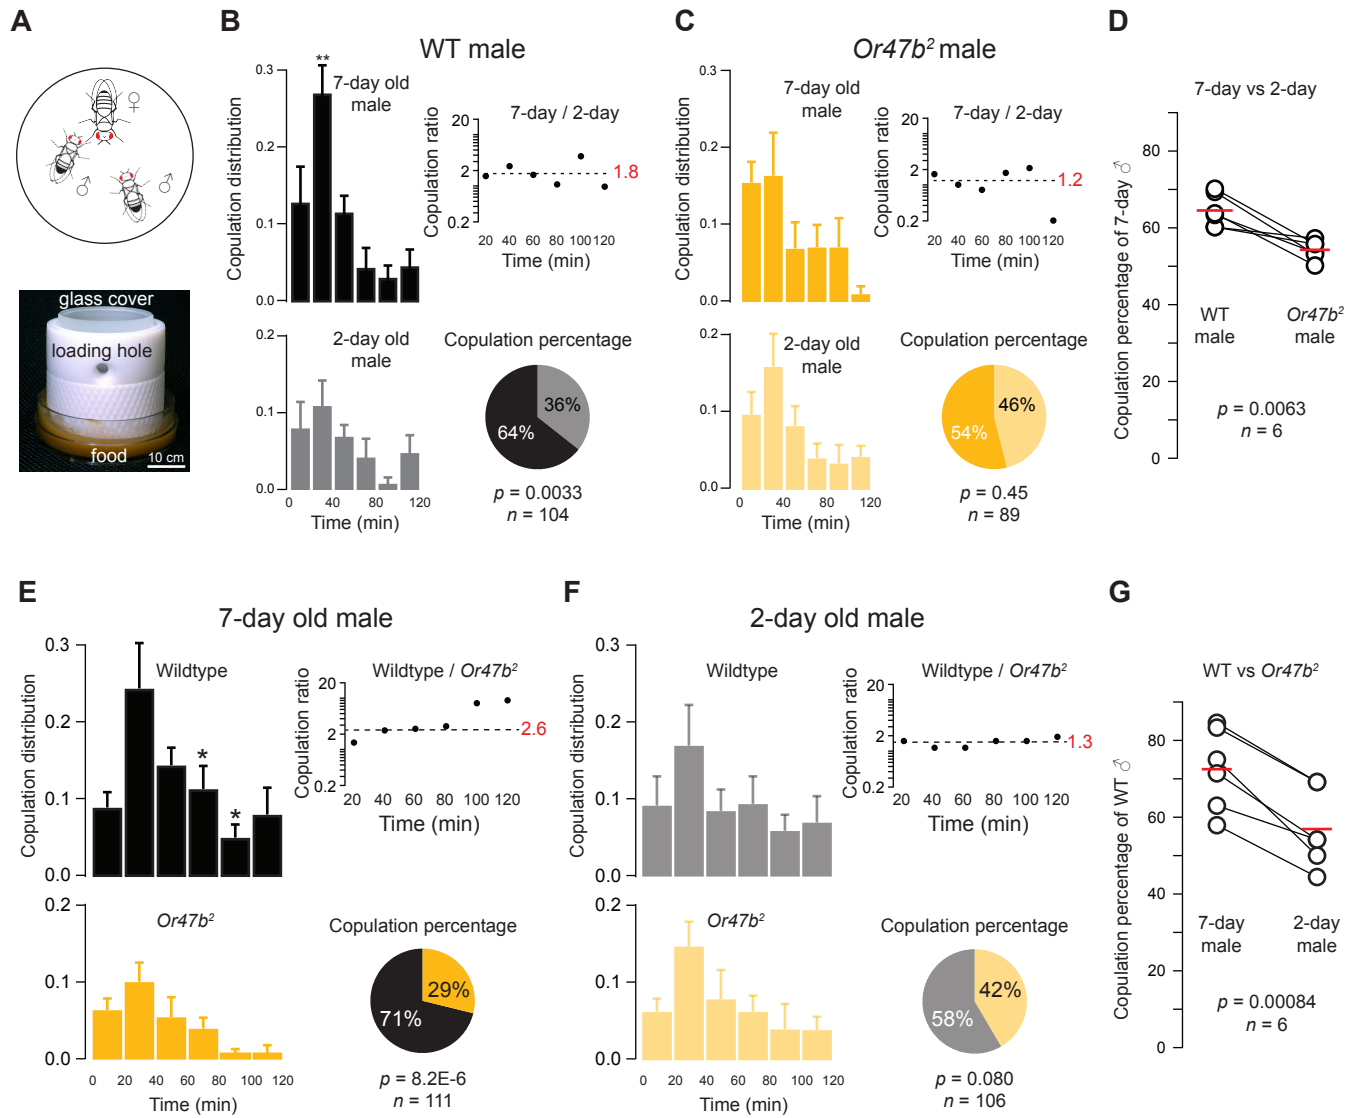 A
♀
♂
♂
glass cover
loading hole
food
10 cm
B
WT male
0.3
0.2
0.1
0.0
Copulation distribution
**
7-day old
male
7-day / 2-day
Copulation ratio
20
2
0.2
1.8
20 40 60 80 100 120
Time (min)
0.2
0.1
0.0
2-day old
male
0 40 80 120
Time (min)
Copulation percentage
36%
64%
p = 0.0033
n = 104
C
Or47b² male
0.3
0.2
0.1
0.0
Copulation distribution
7-day old
male
7-day / 2-day
Copulation ratio
20
2
0.2
1.2
20 40 60 80 100 120
Time (min)
0.2
0.1
0.0
2-day old
male
0 40 80 120
Time (min)
Copulation percentage
46%
54%
p = 0.45
n = 89
D
7-day vs 2-day
Copulation percentage of 7-day ♂
80
60
40
20
0
WT
male
Or47b²
male
p = 0.0063
n = 6
E
7-day old male
0.3
0.2
0.1
0.0
Copulation distribution
Wildtype
*
*
Wildtype / Or47b²
Copulation ratio
20
2
0.2
2.6
20 40 60 80 100 120
Time (min)
0.2
0.1
0.0
Or47b²
0 20 40 60 80 100 120
Time (min)
Copulation percentage
29%
71%
p = 8.2E-6
n = 111
F
2-day old male
0.3
0.2
0.1
0.0
Copulation distribution
Wildtype
Wildtype / Or47b²
Copulation ratio
20
2
0.2
1.3
20 40 60 80 100 120
Time (min)
0.2
0.1
0.0
Or47b²
0 20 40 60 80 100 120
Time (min)
Copulation percentage
42%
58%
p = 0.080
n = 106
G
WT vs Or47b²
Copulation percentage of WT ♂
80
60
40
20
0
7-day
male
2-day
male
p = 0.00084
n = 6